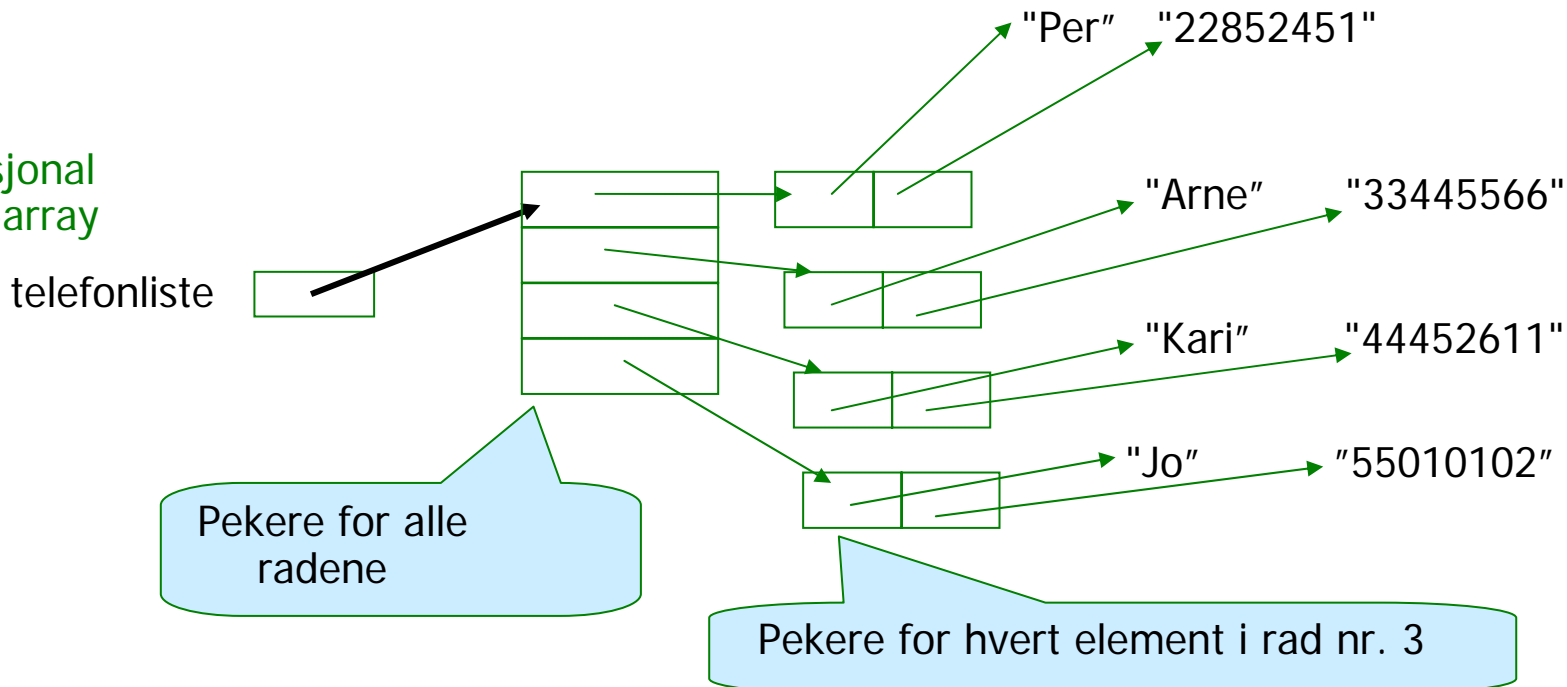 "Per” "22852451"
sjonal
array
"Arne” "33445566"
telefonliste
"Kari” "44452611"
"Jo” ”55010102”
Pekere for alle
radene
Pekere for hvert element i rad nr. 3